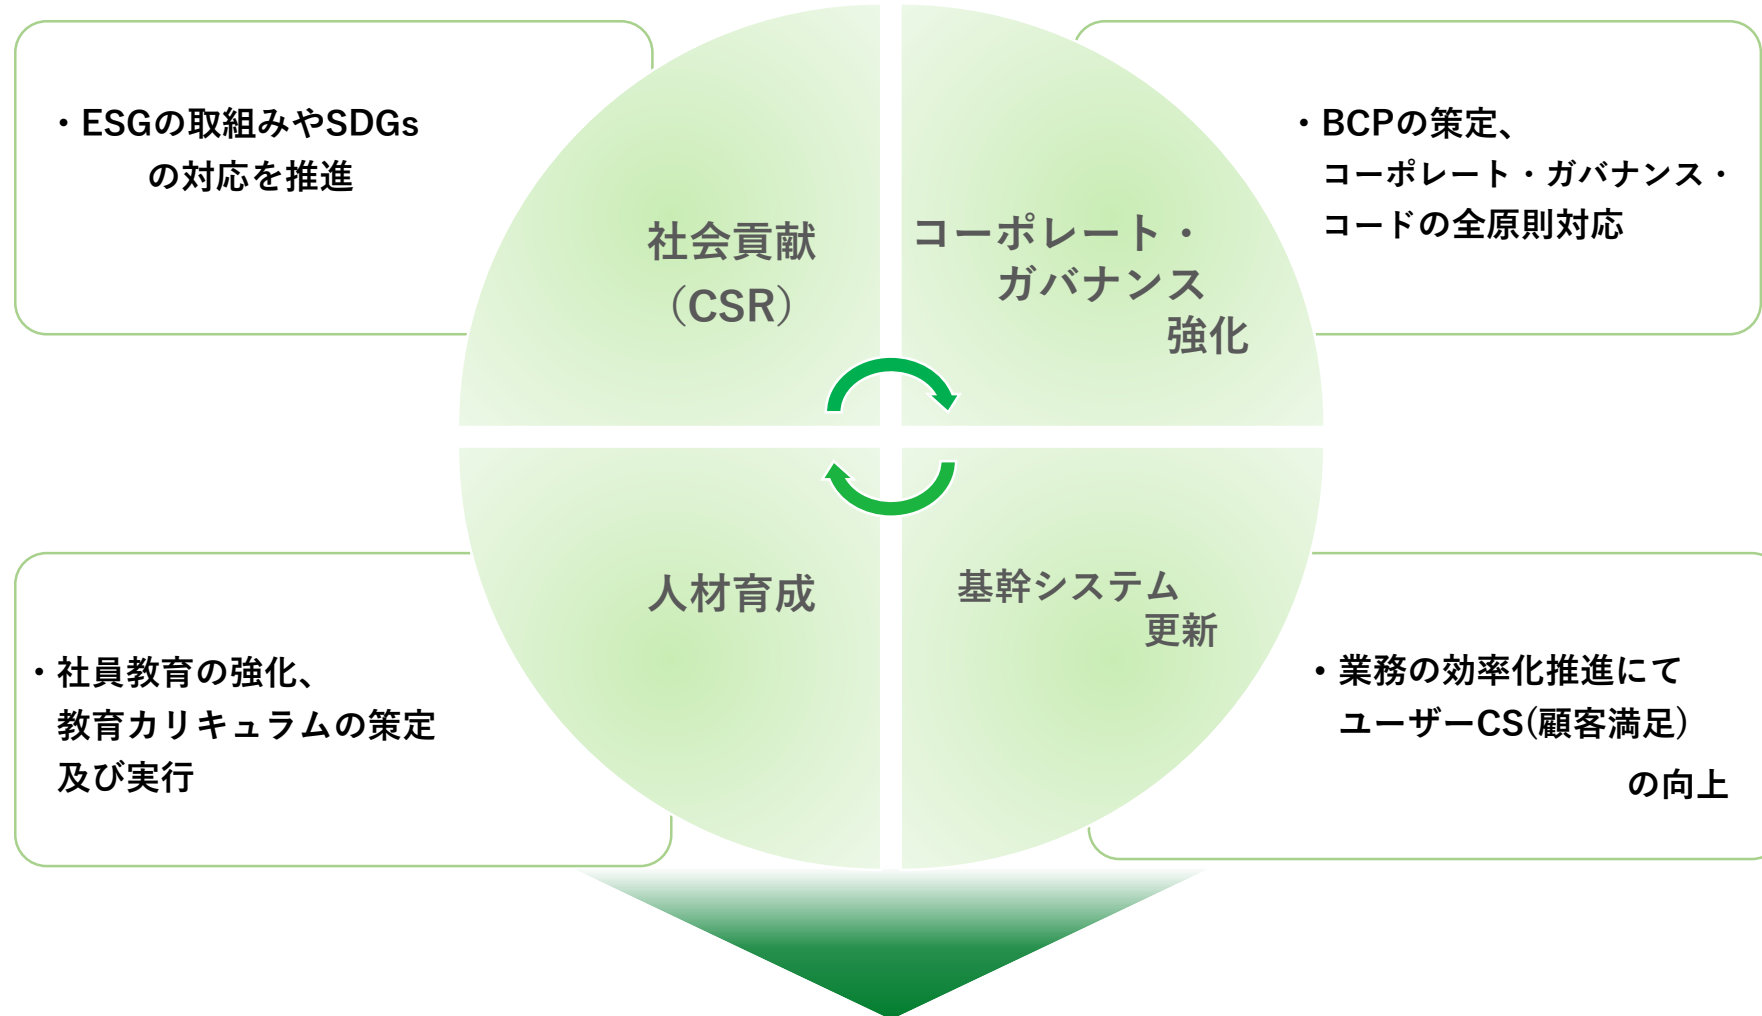 ・ESGの取組みやSDGs
の対応を推進
社会貢献
（CSR）
コーポレート・
ガバナンス
強化
・BCPの策定、
コーポレート・ガバナンス・
コードの全原則対応
・社員教育の強化、
教育カリキュラムの策定
及び実行
人材育成
基幹システム
更新
・業務の効率化推進にて
ユーザーCS(顧客満足)
の向上